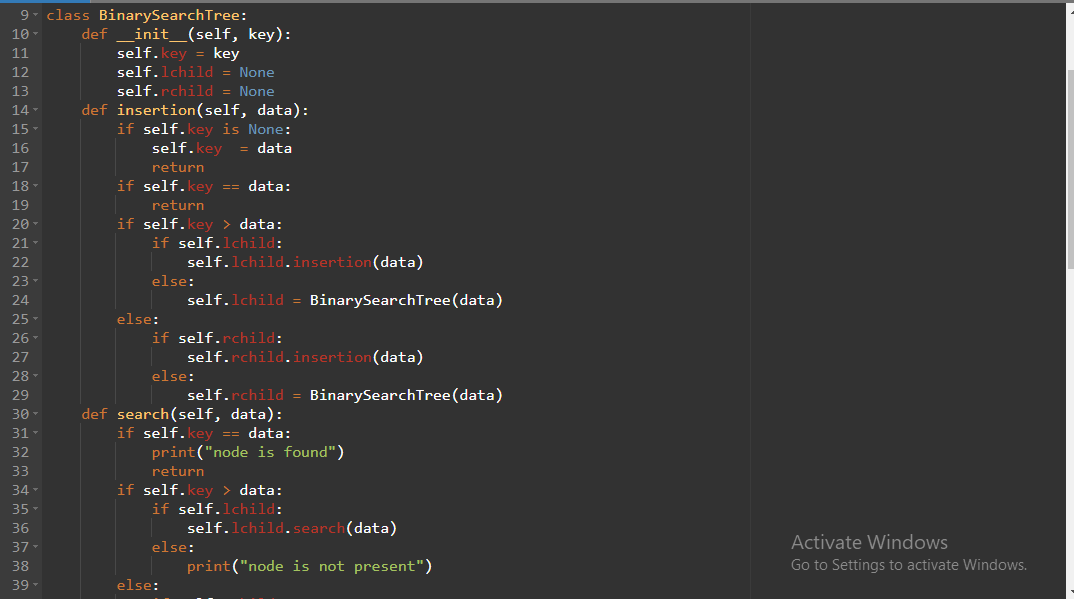 9 class BinarySearchTree:
10     def __init__(self, key):
11         self.key = key
12         self.lchild = None
13         self.rchild = None
14     def insertion(self, data):
15         if self.key is None:
16             self.key  = data
17             return
18         if self.key == data:
19             return
20         if self.key > data:
21             if self.lchild:
22                 self.lchild.insertion(data)
23             else:
24                 self.lchild = BinarySearchTree(data)
25         else:
26             if self.rchild:
27                 self.rchild.insertion(data)
28             else:
29                 self.rchild = BinarySearchTree(data)
30     def search(self, data):
31         if self.key == data:
32             print("node is found")
33             return
34         if self.key > data:
35             if self.lchild:
36                 self.lchild.search(data)
37             else:
38                 print("node is not present")
39         else:
Activate Windows
Go to Settings to activate Windows.